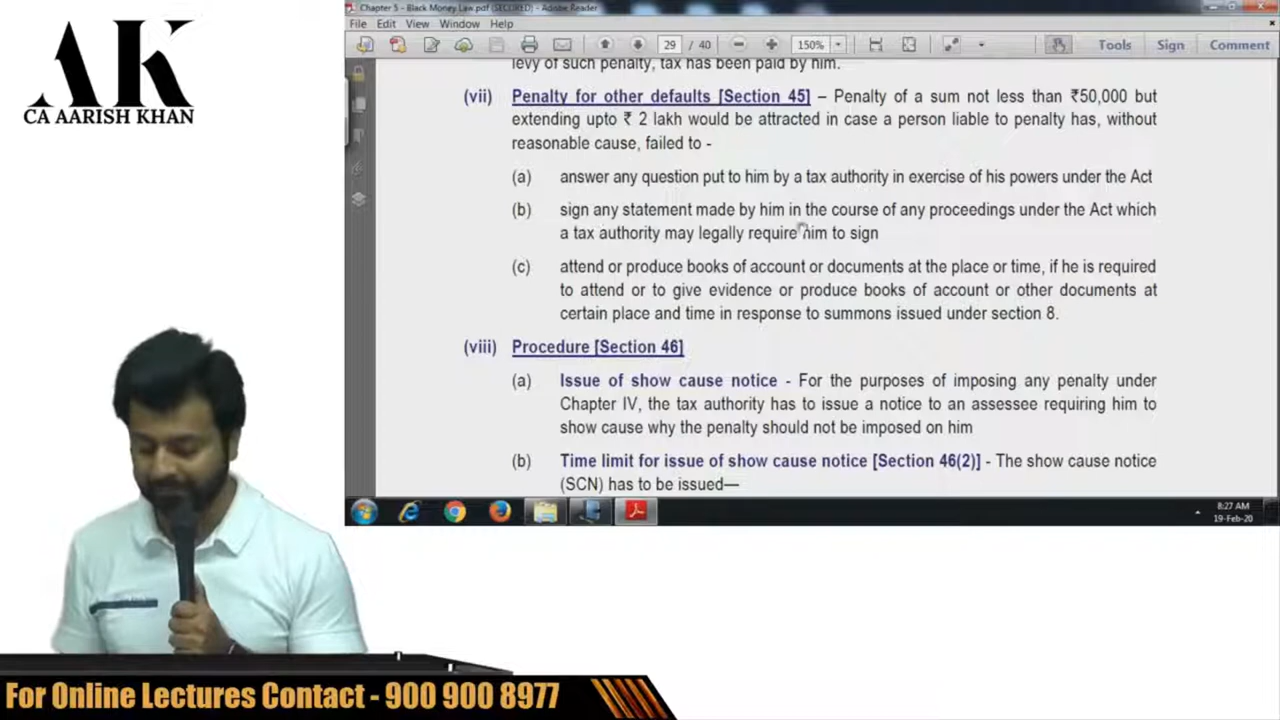 AK
CA AARISH KHAN
Chapter 5 - Black Money Law.pdf (SECURED) - Adobe Reader
File Edit View Window Help
29 / 40 150% Tools Sign Comment
levy of such penalty, tax has been paid by him.
(vii) Penalty for other defaults [Section 45] – Penalty of a sum not less than ₹50,000 but
extending upto ₹ 2 lakh would be attracted in case a person liable to penalty has, without
reasonable cause, failed to -
(a) answer any question put to him by a tax authority in exercise of his powers under the Act
(b) sign any statement made by him in the course of any proceedings under the Act which
a tax authority may legally require him to sign
(c) attend or produce books of account or documents at the place or time, if he is required
to attend or to give evidence or produce books of account or other documents at
certain place and time in response to summons issued under section 8.
(viii) Procedure [Section 46]
(a) Issue of show cause notice - For the purposes of imposing any penalty under
Chapter IV, the tax authority has to issue a notice to an assessee requiring him to
show cause why the penalty should not be imposed on him
(b) Time limit for issue of show cause notice [Section 46(2)] - The show cause notice
(SCN) has to be issued—
8:27 AM
19-Feb-20
For Online Lectures Contact - 900 900 8977